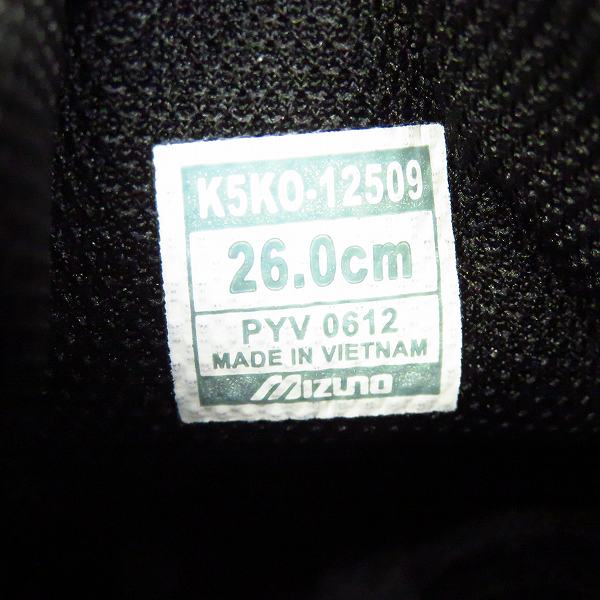 K5KO-12509
26.0cm
PYV 0612
MADE IN VIETNAM
MIZUNO